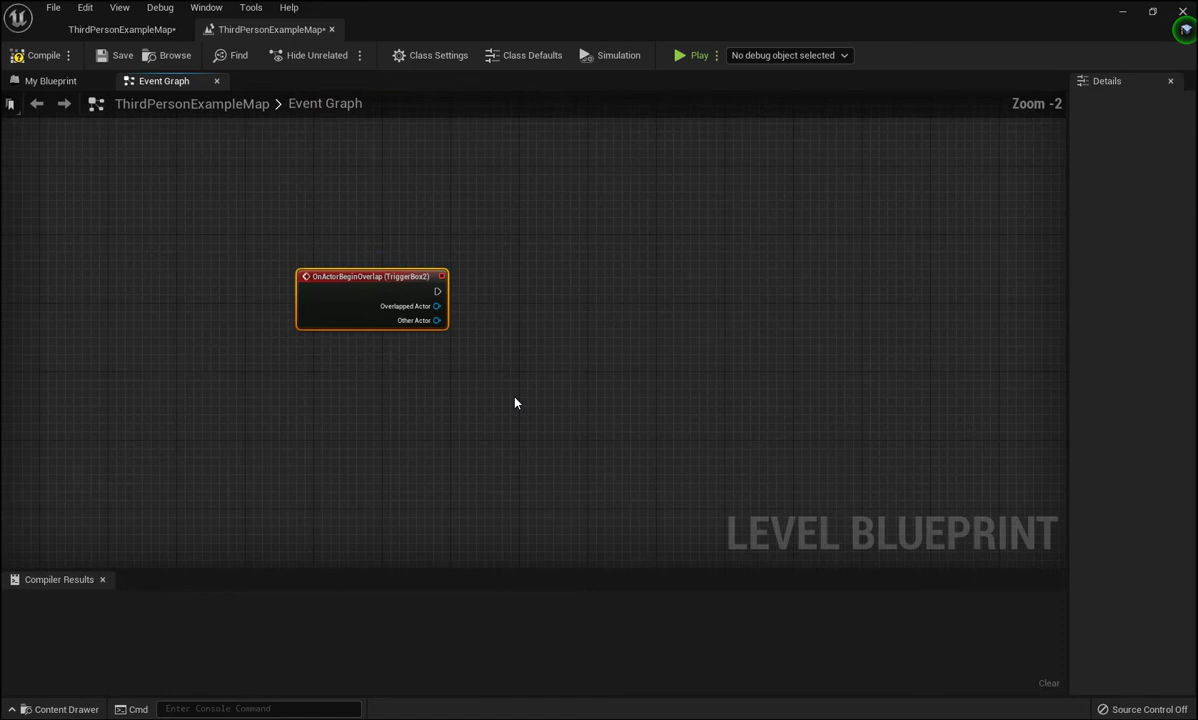 File Edit View Debug Window Tools Help
ThirdPersonExampleMap• ThirdPersonExampleMap•
Compile Save Browse Find Hide Unrelated Class Settings Class Defaults Simulation Play No debug object selected
My Blueprint Event Graph Details
ThirdPersonExampleMap > Event Graph Zoom -2
OnActorBeginOverlap (TriggerBox2)
Overlapped Actor
Other Actor
LEVEL BLUEPRINT
Compiler Results
Clear
Content Drawer Cmd Enter Console Command Source Control Off